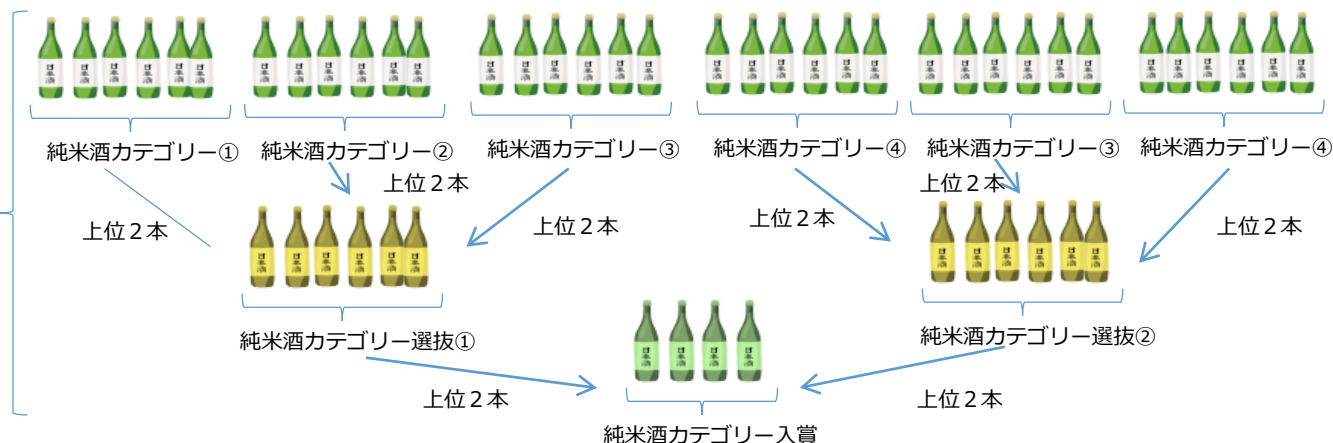 純米酒カテゴリー①
純米酒カテゴリー②
純米酒カテゴリー③
純米酒カテゴリー④
純米酒カテゴリー③
純米酒カテゴリー④
上位２本
上位２本
上位２本
上位２本
上位２本
上位２本
日本酒
純米酒カテゴリー選抜①
純米酒カテゴリー選抜②
上位２本
上位２本
純米酒カテゴリー入賞